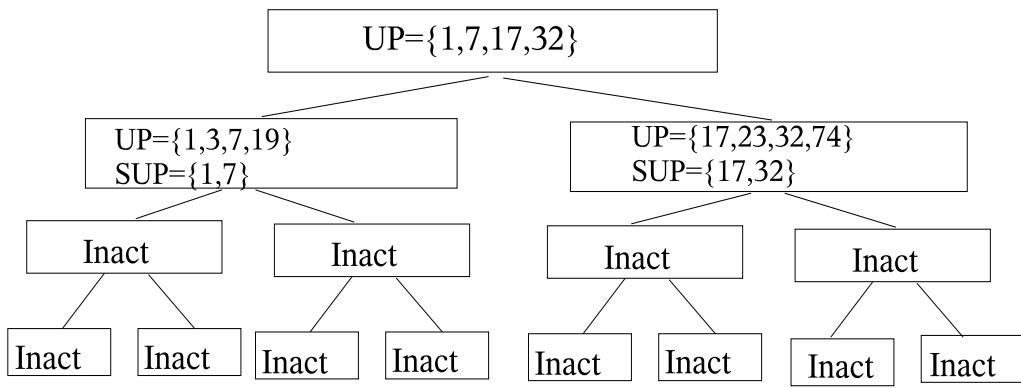 UP={1,7,17,32}
UP={1,3,7,19}
SUP={1,7}
UP={17,23,32,74}
SUP={17,32}
Inact
Inact
Inact
Inact
Inact
Inact
Inact
Inact
Inact
Inact
Inact
Inact